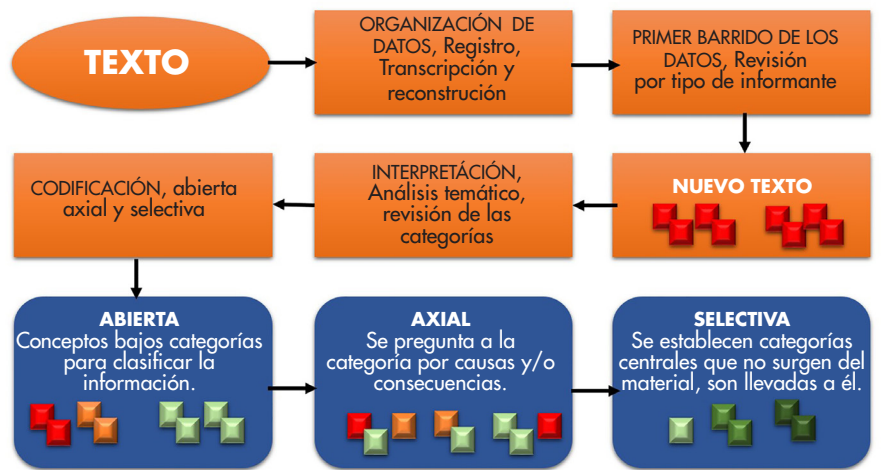 TEXTO
ORGANIZACIÓN DE
DATOS, Registro,
Transcripción y
reconstrución
PRIMER BARRIDO DE LOS
DATOS, Revisión
por tipo de informante
NUEVO TEXTO
INTERPRETÁCIÓN,
Análisis temático,
revisión de las
categorías
CODIFICACIÓN, abierta
axial y selectiva
ABIERTA
Conceptos bajos categorías
para clasificar la
información.
AXIAL
Se pregunta a la
categoría por causas y/o
consecuencias.
SELECTIVA
Se establecen categorías
centrales que no surgen del
material, son llevadas a él.